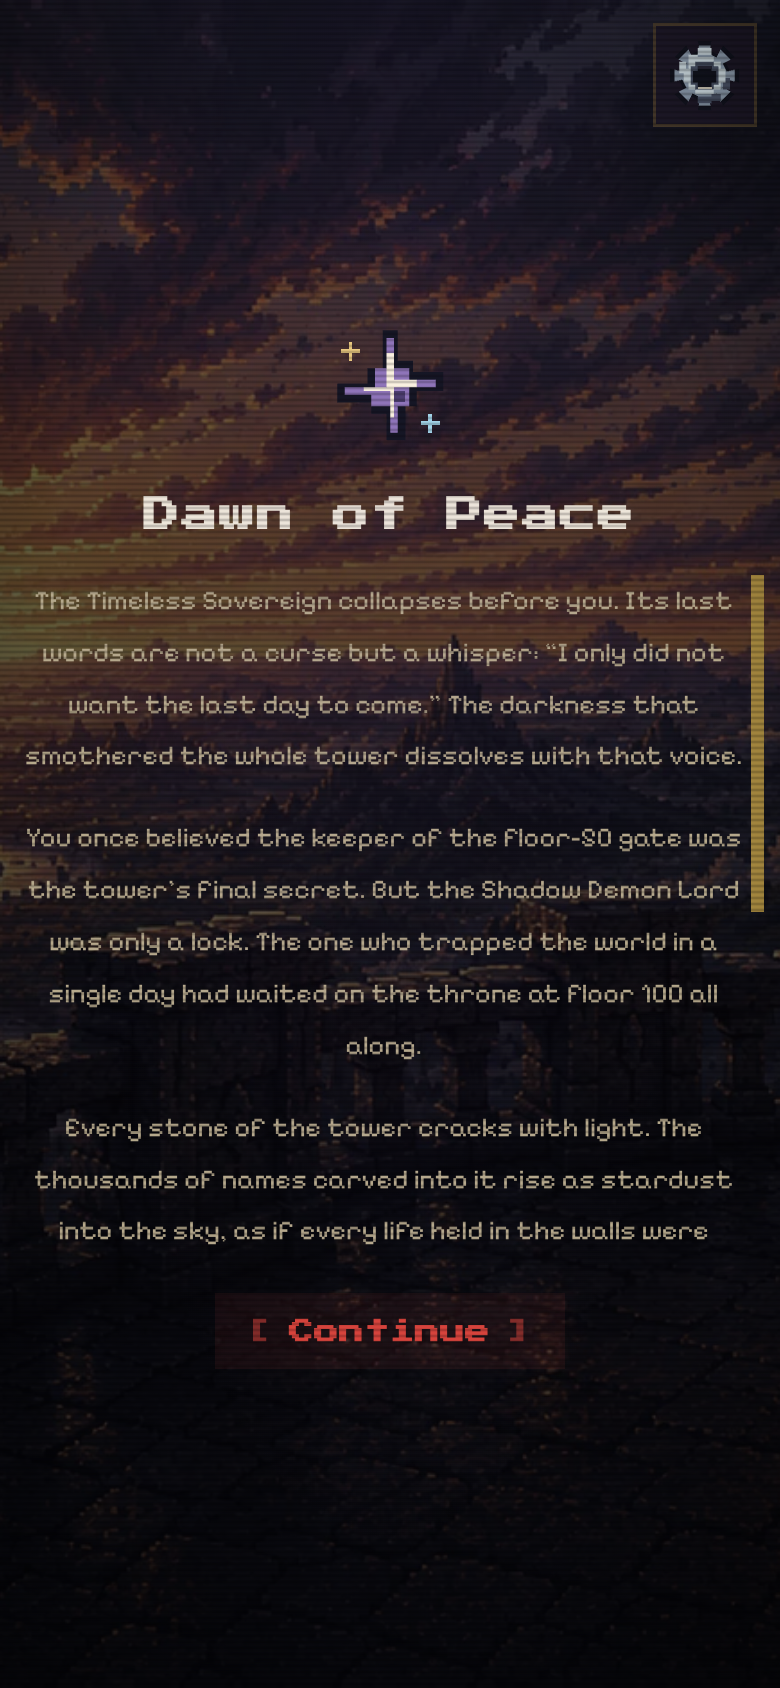 Dawn of Peace
The Timeless Sovereign collapses before you. Its last
words are not a curse but a whisper: “I only did not
want the last day to come.” The darkness that
smothered the whole tower dissolves with that voice.
You once believed the keeper of the floor-50 gate was
the tower’s final secret. But the Shadow Demon Lord
was only a lock. The one who trapped the world in a
single day had waited on the throne at floor 100 all
along.
Every stone of the tower cracks with light. The
thousands of names carved into it rise as stardust
into the sky, as if every life held in the walls were
[ Continue ]